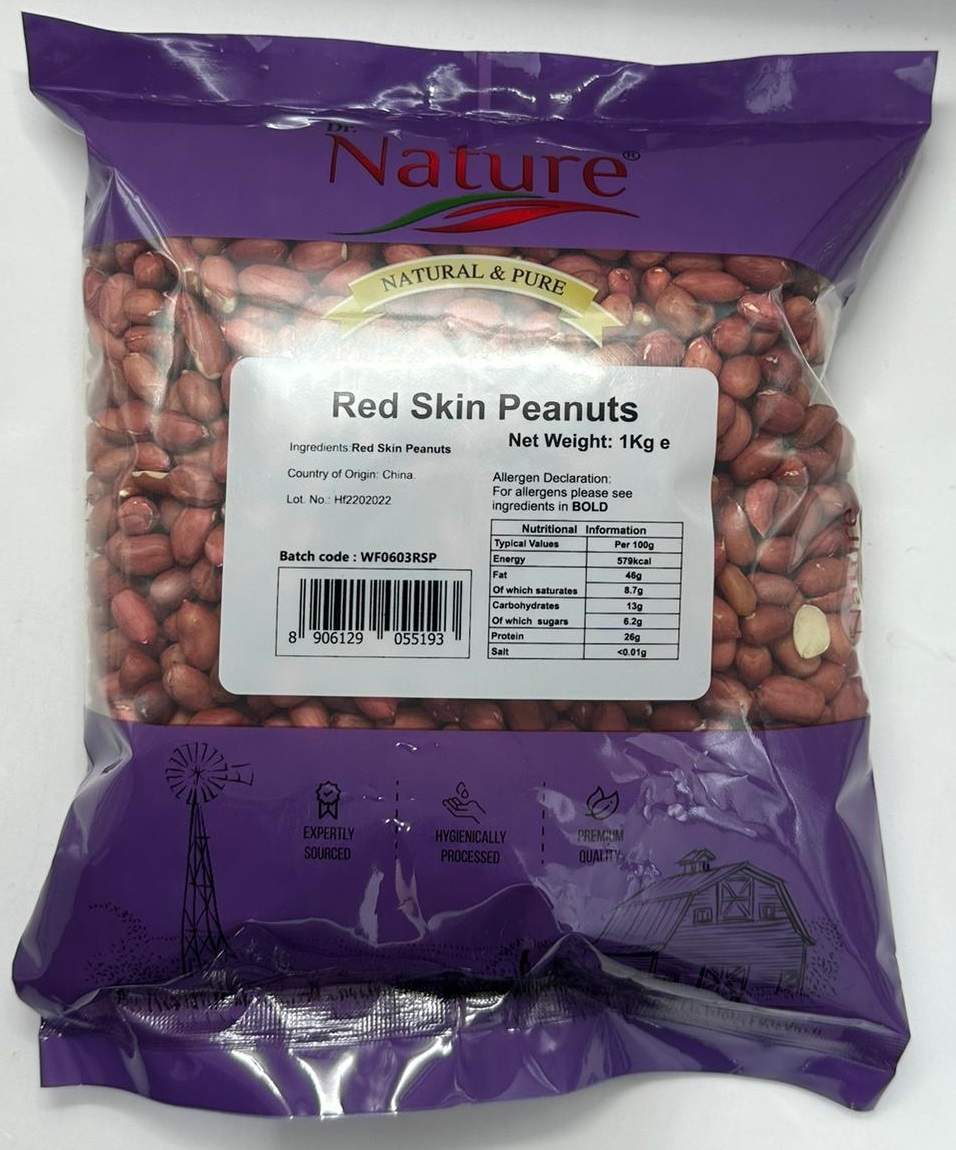 Dr.
Nature®
NATURAL & PURE
Red Skin Peanuts
Net Weight: 1Kg e
Ingredients:Red Skin Peanuts
Country of Origin: China.
Lot. No.: Hf2202022
Allergen Declaration:
For allergens please see
ingredients in BOLD
Batch code : WF0603RSP
8 906129 055193
Nutritional Information
Typical Values Per 100g
Energy 579kcal
Fat 46g
Of which saturates 8.7g
Carbohydrates 13g
Of which sugars 6.2g
Protein 26g
Salt <0.01g
Nature
EXPERTLY
SOURCED
HYGIENICALLY
PROCESSED
PREMIUM
QUALITY